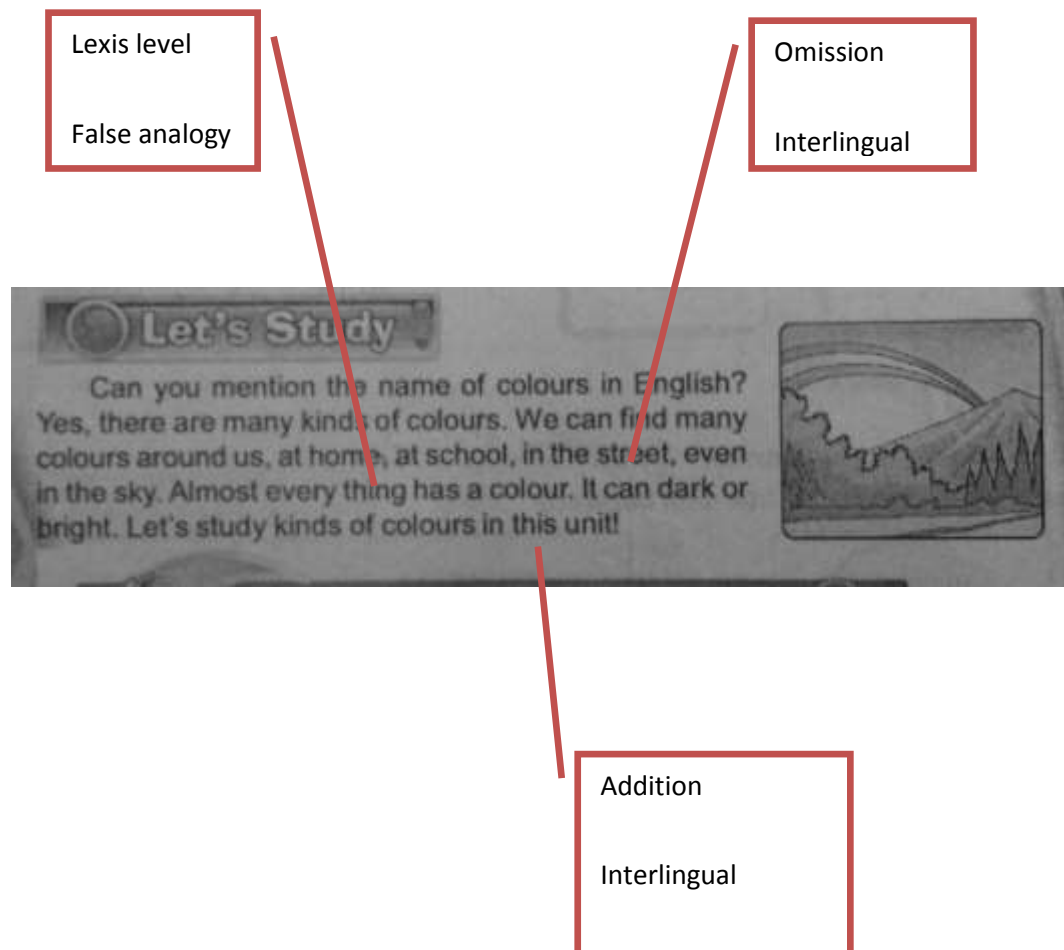 Lexis level
False analogy
Omission
Interlingual
Let's Study
Can you mention the name of colours in English?
Yes, there are many kinds of colours. We can find many
colours around us, at home, at school, in the street, even
in the sky. Almost every thing has a colour. It can dark or
bright. Let's study kinds of colours in this unit!
Addition
Interlingual